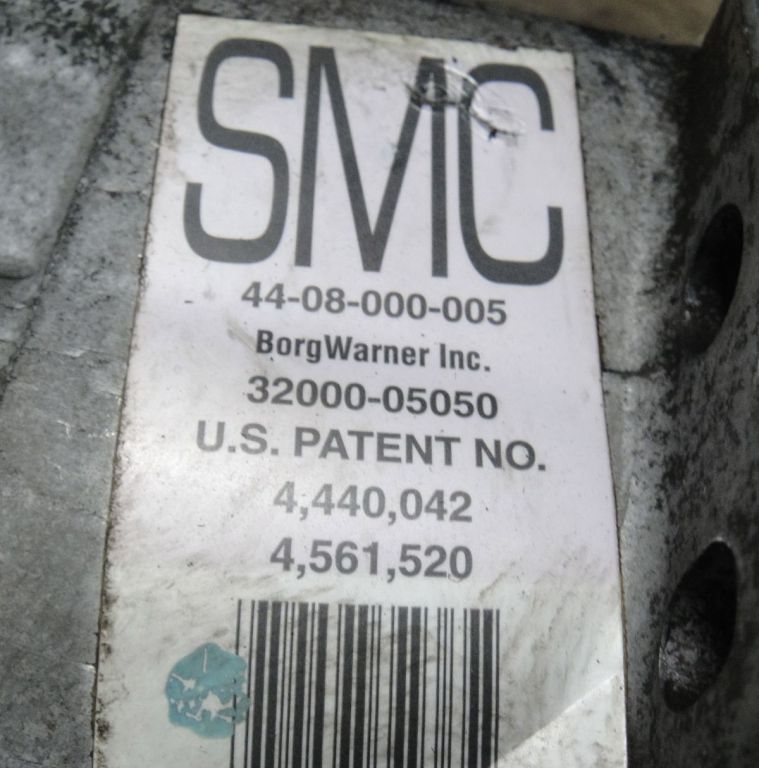 SMC
44-08-000-005
BorgWarner Inc.
32000-05050
U.S. PATENT NO.
4,440,042
4,561,520